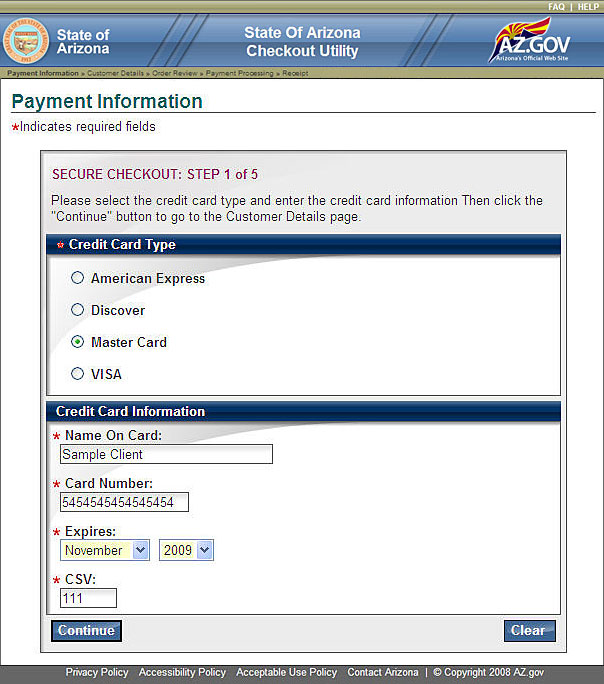 FAQ | HELP
State of
Arizona
State Of Arizona
Checkout Utility
AZ.GOV
Arizona's Official Web Site
Payment Information » Customer Details » Order Review » Payment Processing » Receipt
Payment Information
*Indicates required fields
SECURE CHECKOUT: STEP 1 of 5
Please select the credit card type and enter the credit card information Then click the
"Continue" button to go to the Customer Details page.
* Credit Card Type
American Express
Discover
Master Card
VISA
Credit Card Information
* Name On Card:
Sample Client
* Card Number:
5454545454545454
* Expires:
November 2009
* CSV:
111
Continue Clear
Privacy Policy Accessibility Policy Acceptable Use Policy Contact Arizona | © Copyright 2008 AZ.gov